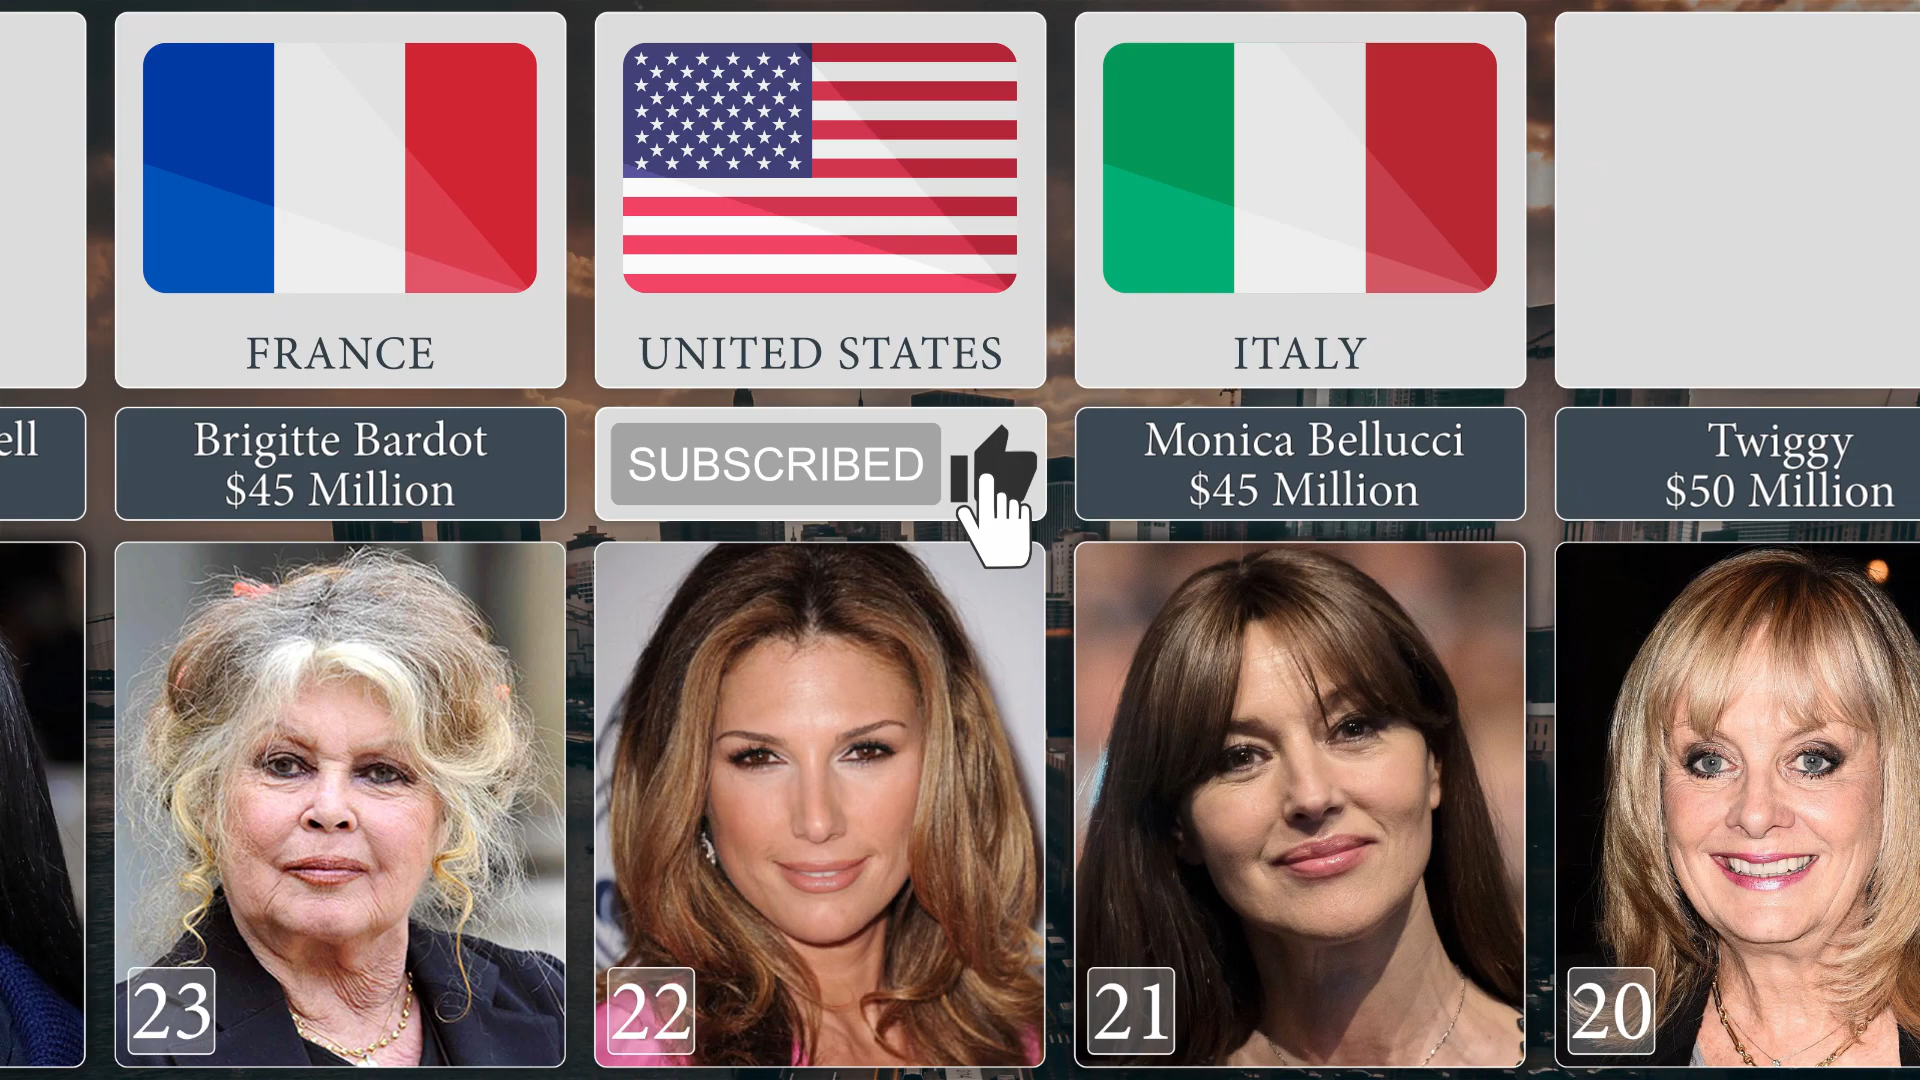 FRANCE
UNITED STATES
ITALY
ell
Brigitte Bardot
$45 Million
SUBSCRIBED
Monica Bellucci
$45 Million
Twiggy
$50 Million
23
22
21
20